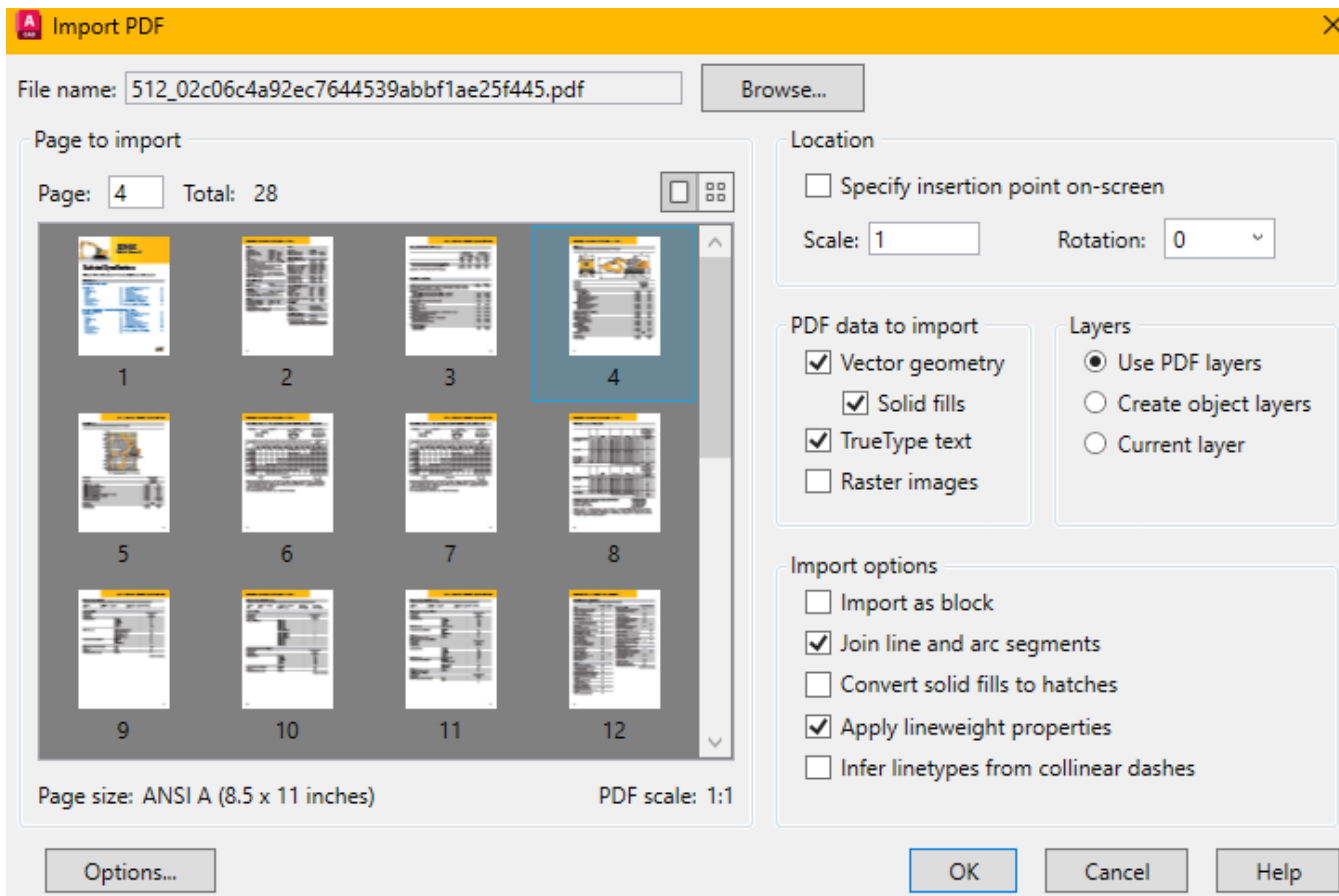 A
CAD
Import PDF
File name: 512_02c06c4a92ec7644539abbf1ae25f445.pdf Browse...
Page to import
Page: 4 Total: 28
1 2 3 4
5 6 7 8
9 10 11 12
Page size: ANSI A (8.5 x 11 inches) PDF scale: 1:1
Location
Specify insertion point on-screen
Scale: 1 Rotation: 0
PDF data to import
Vector geometry
Solid fills
TrueType text
Raster images
Layers
Use PDF layers
Create object layers
Current layer
Import options
Import as block
Join line and arc segments
Convert solid fills to hatches
Apply lineweight properties
Infer linetypes from collinear dashes
Options... OK Cancel Help